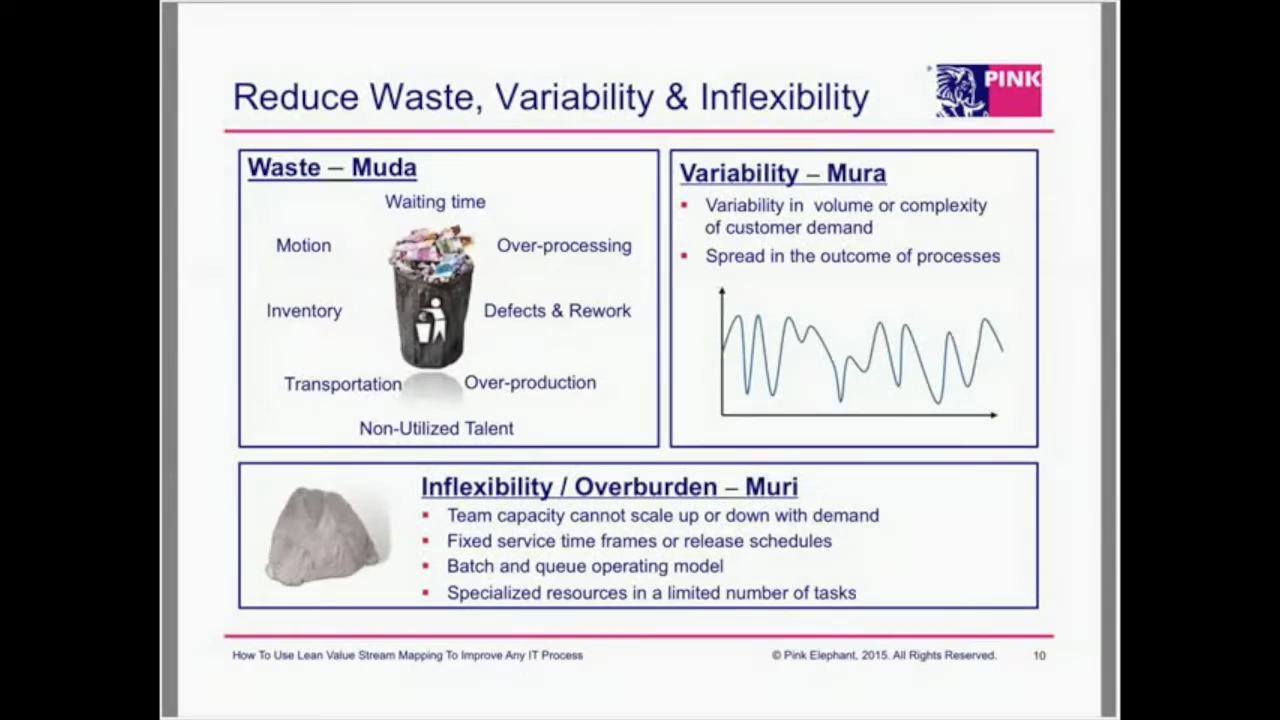 Reduce Waste, Variability & Inflexibility
PINK
Waste – Muda
Waiting time
Motion
Over-processing
Inventory
Defects & Rework
Transportation
Over-production
Non-Utilized Talent
Variability – Mura
▪ Variability in volume or complexity
of customer demand
▪ Spread in the outcome of processes
Inflexibility / Overburden – Muri
▪ Team capacity cannot scale up or down with demand
▪ Fixed service time frames or release schedules
▪ Batch and queue operating model
▪ Specialized resources in a limited number of tasks
How To Use Lean Value Stream Mapping To Improve Any IT Process
© Pink Elephant, 2015. All Rights Reserved.
10